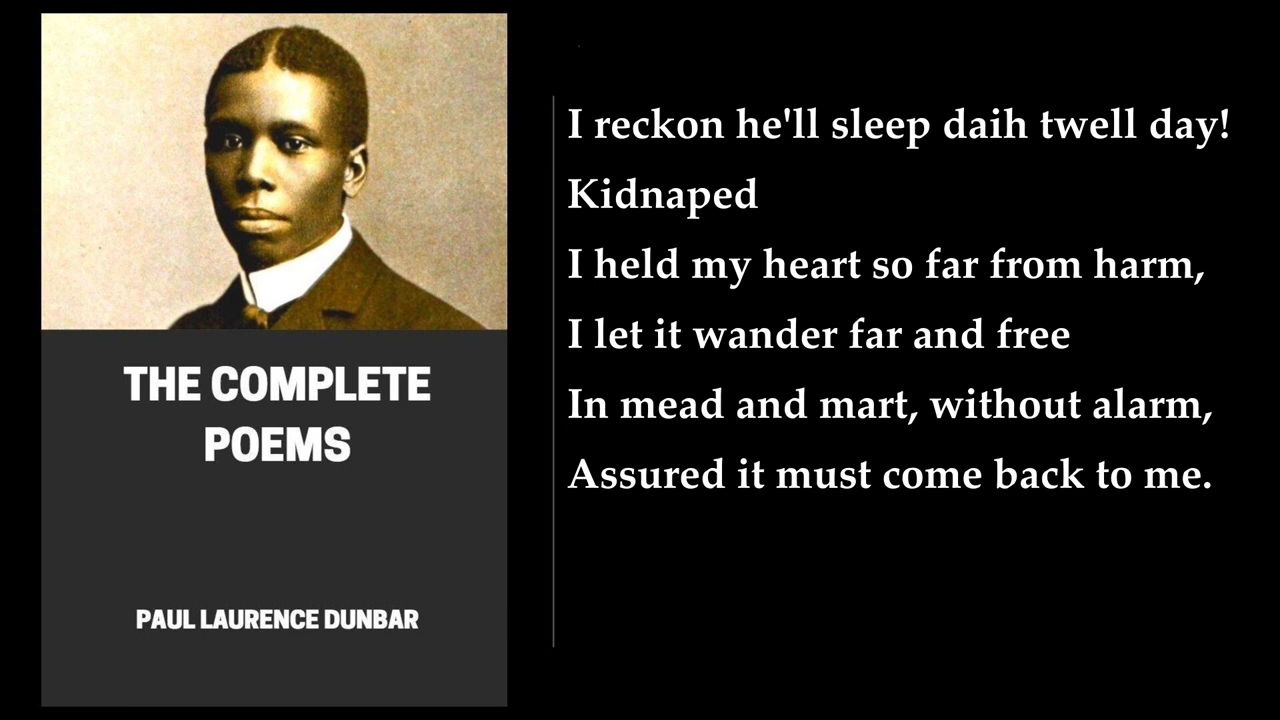 THE COMPLETE
POEMS
PAUL LAURENCE DUNBAR
I reckon he'll sleep daih twell day!
Kidnaped
I held my heart so far from harm,
I let it wander far and free
In mead and mart, without alarm,
Assured it must come back to me.